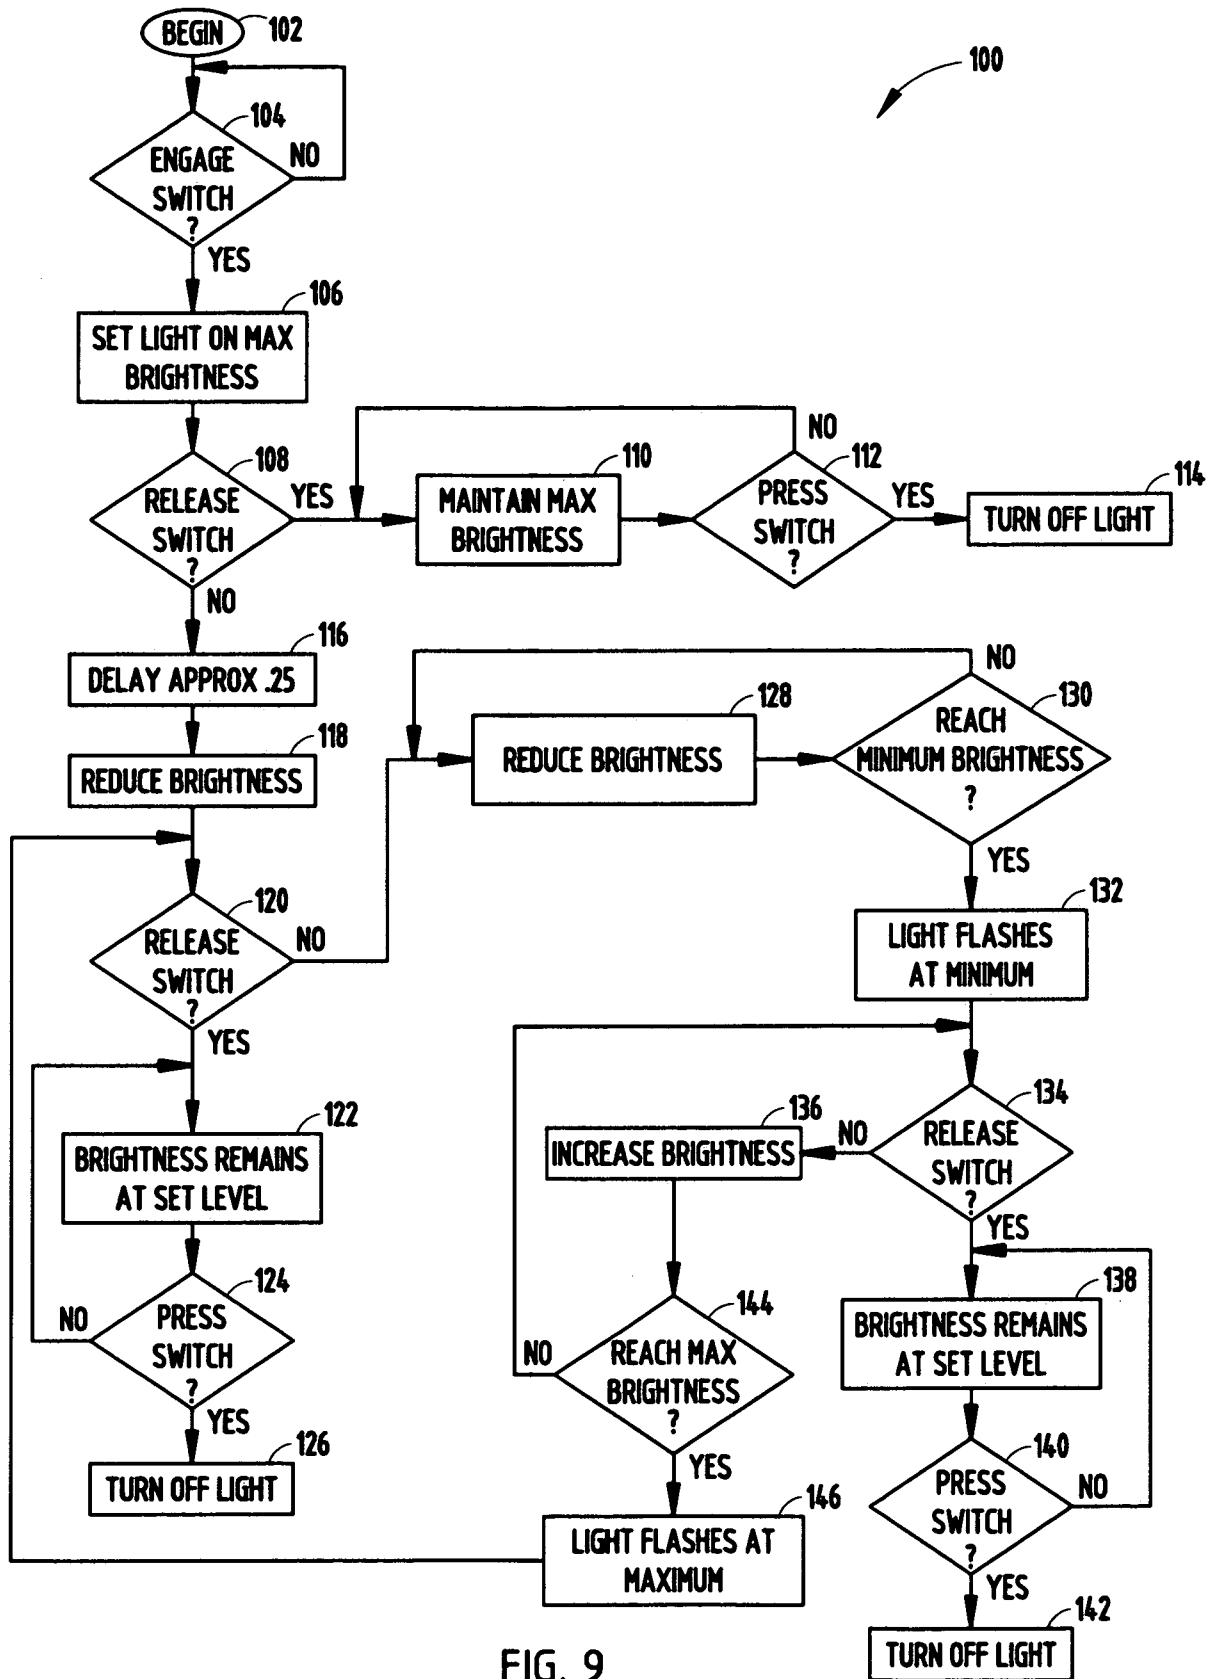 BEGIN
102
100
104
ENGAGE
SWITCH
?
NO
YES
106
SET LIGHT ON MAX
BRIGHTNESS
108
RELEASE
SWITCH
?
YES
NO
110
MAINTAIN MAX
BRIGHTNESS
NO
112
PRESS
SWITCH
?
YES
114
TURN OFF LIGHT
116
DELAY APPROX .25
118
REDUCE BRIGHTNESS
120
RELEASE
SWITCH
?
NO
YES
122
BRIGHTNESS REMAINS
AT SET LEVEL
124
PRESS
SWITCH
?
NO
YES
126
TURN OFF LIGHT
128
REDUCE BRIGHTNESS
NO
130
REACH
MINIMUM BRIGHTNESS
?
YES
132
LIGHT FLASHES
AT MINIMUM
134
RELEASE
SWITCH
?
NO
YES
136
INCREASE BRIGHTNESS
138
BRIGHTNESS REMAINS
AT SET LEVEL
140
PRESS
SWITCH
?
NO
YES
142
TURN OFF LIGHT
144
REACH MAX
BRIGHTNESS
?
NO
YES
146
LIGHT FLASHES AT
MAXIMUM
FIG. 9